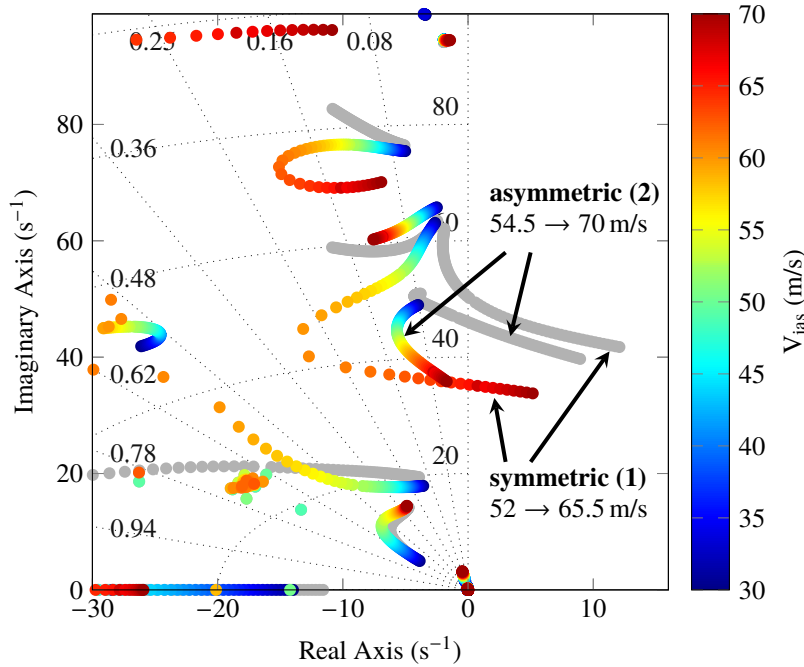 70
65
60
55
50
45
40
35
30
V_ias (m/s)
0.25 0.16 0.08
0.36
0.48
0.62
0.78
0.94
80
0
40
20
asymmetric (2)
54.5 → 70 m/s
symmetric (1)
52 → 65.5 m/s
80
60
40
20
0
−30 −20 −10 0 10
Imaginary Axis (s⁻¹)
Real Axis (s⁻¹)